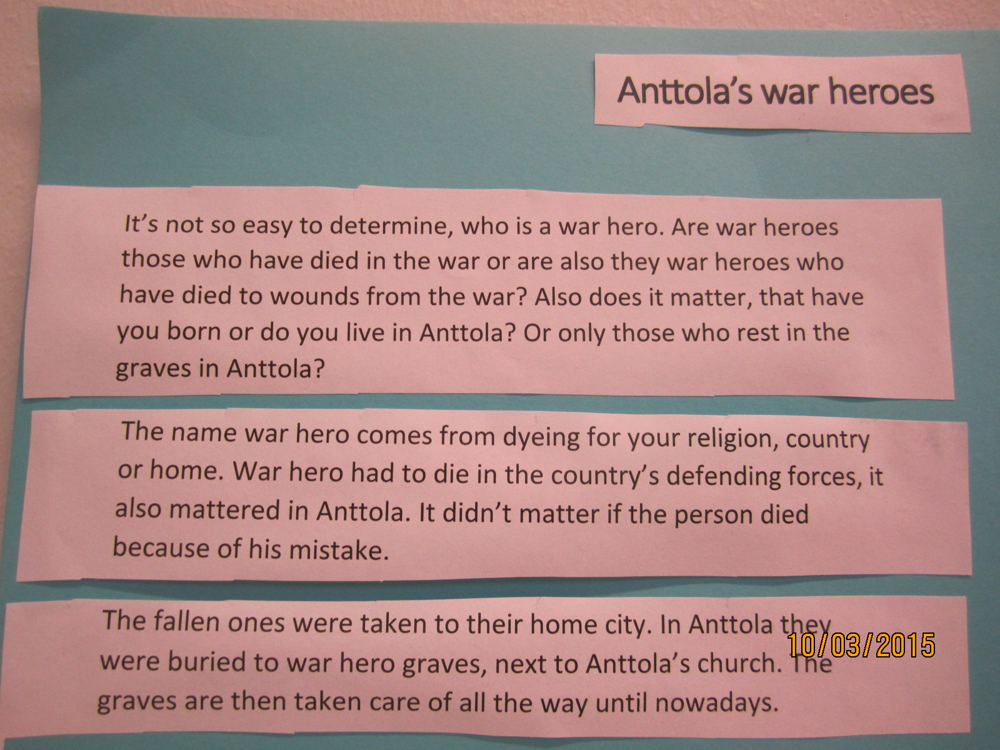 Anttola's war heroes
It's not so easy to determine, who is a war hero. Are war heroes
those who have died in the war or are also they war heroes who
have died to wounds from the war? Also does it matter, that have
you born or do you live in Anttola? Or only those who rest in the
graves in Anttola?
The name war hero comes from dyeing for your religion, country
or home. War hero had to die in the country's defending forces, it
also mattered in Anttola. It didn't matter if the person died
because of his mistake.
The fallen ones were taken to their home city. In Anttola they
were buried to war hero graves, next to Anttola's church. The
graves are then taken care of all the way until nowadays.
10/03/2015